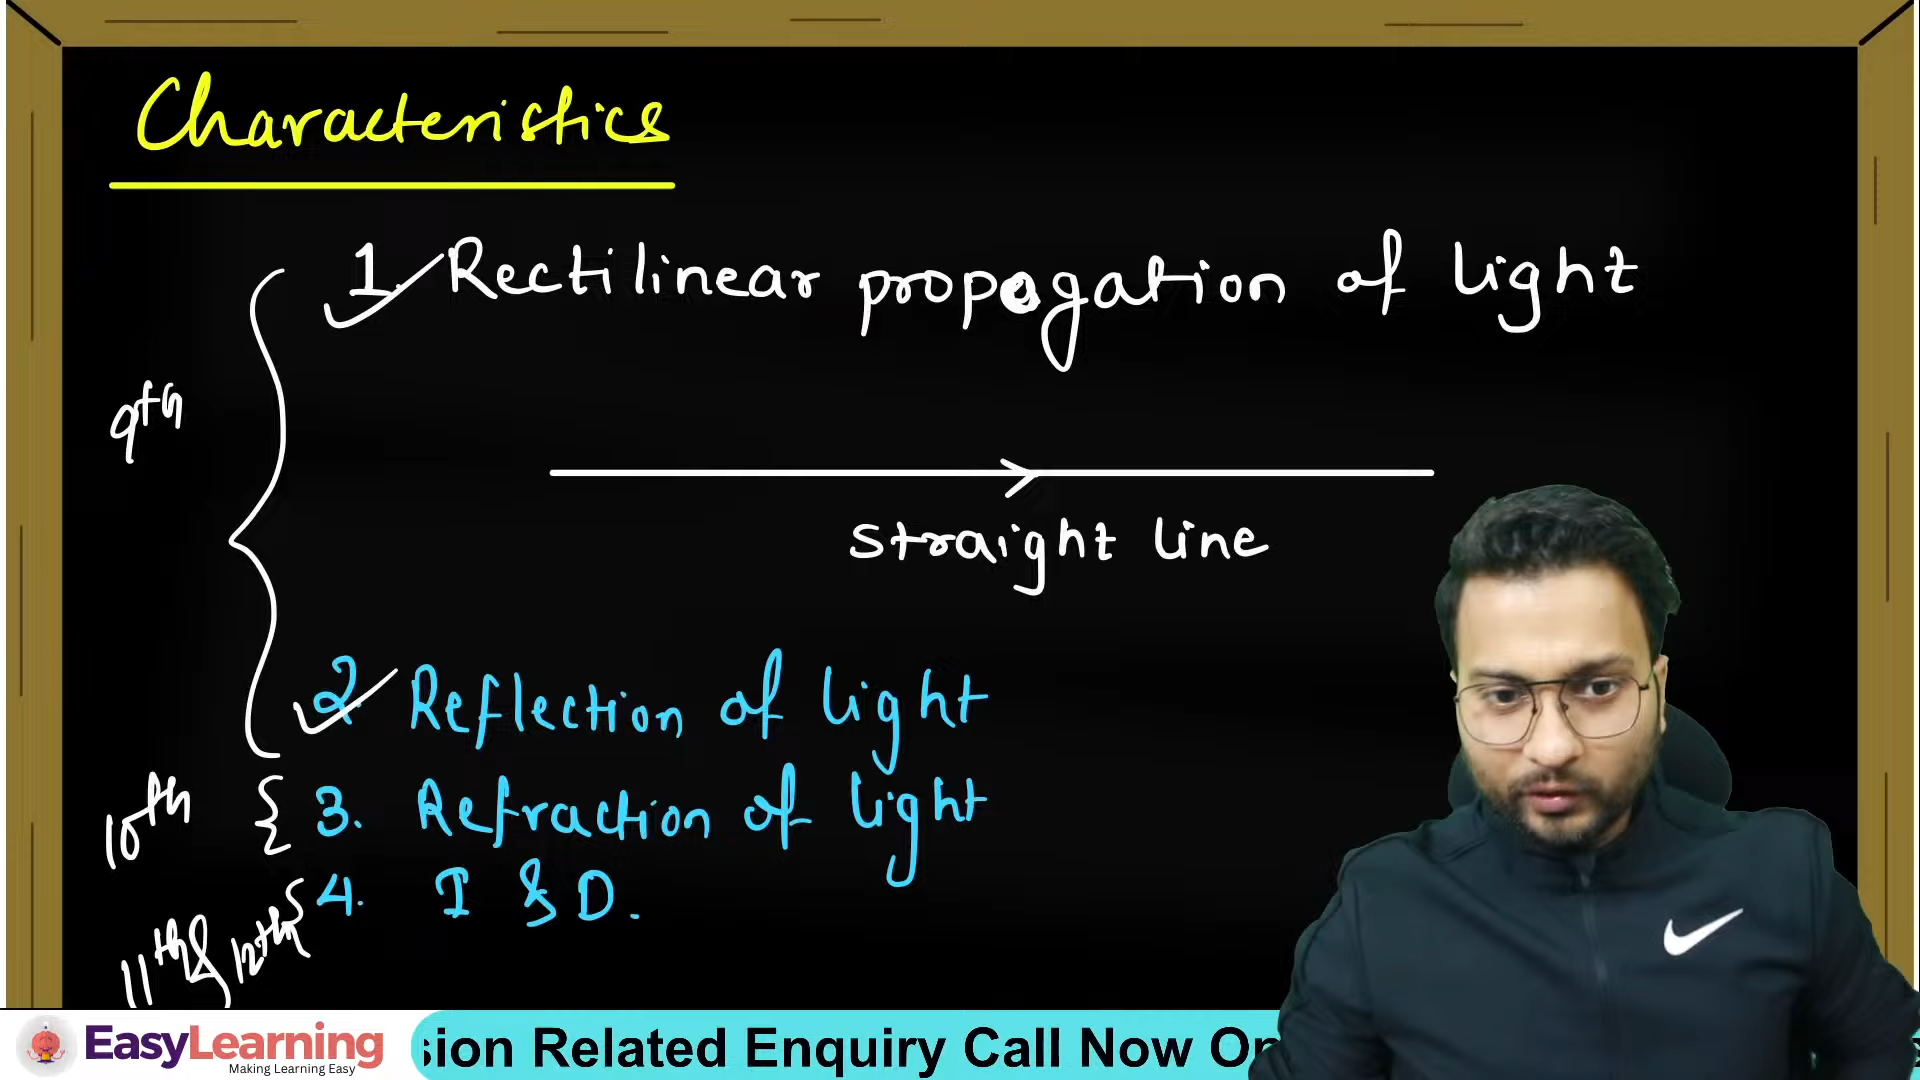 Characteristics
1. Rectilinear propagation of light
9th
straight line
2. Reflection of light
10th { 3. Refraction of light
11th & 12th { 4. I & D.
EasyLearning
Making Learning Easy
sion Related Enquiry Call Now On